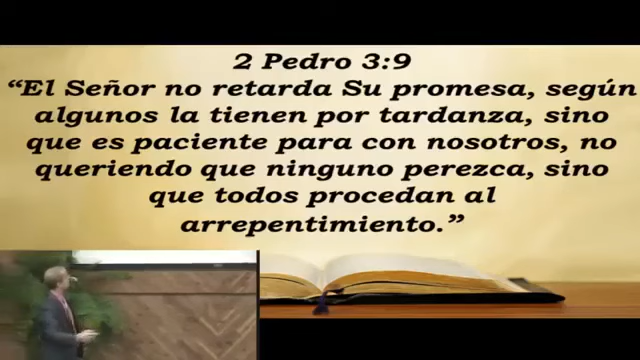 2 Pedro 3:9
“El Señor no retarda Su promesa, según
algunos la tienen por tardanza, sino
que es paciente para con nosotros, no
queriendo que ninguno perezca, sino
que todos procedan al
arrepentimiento.”